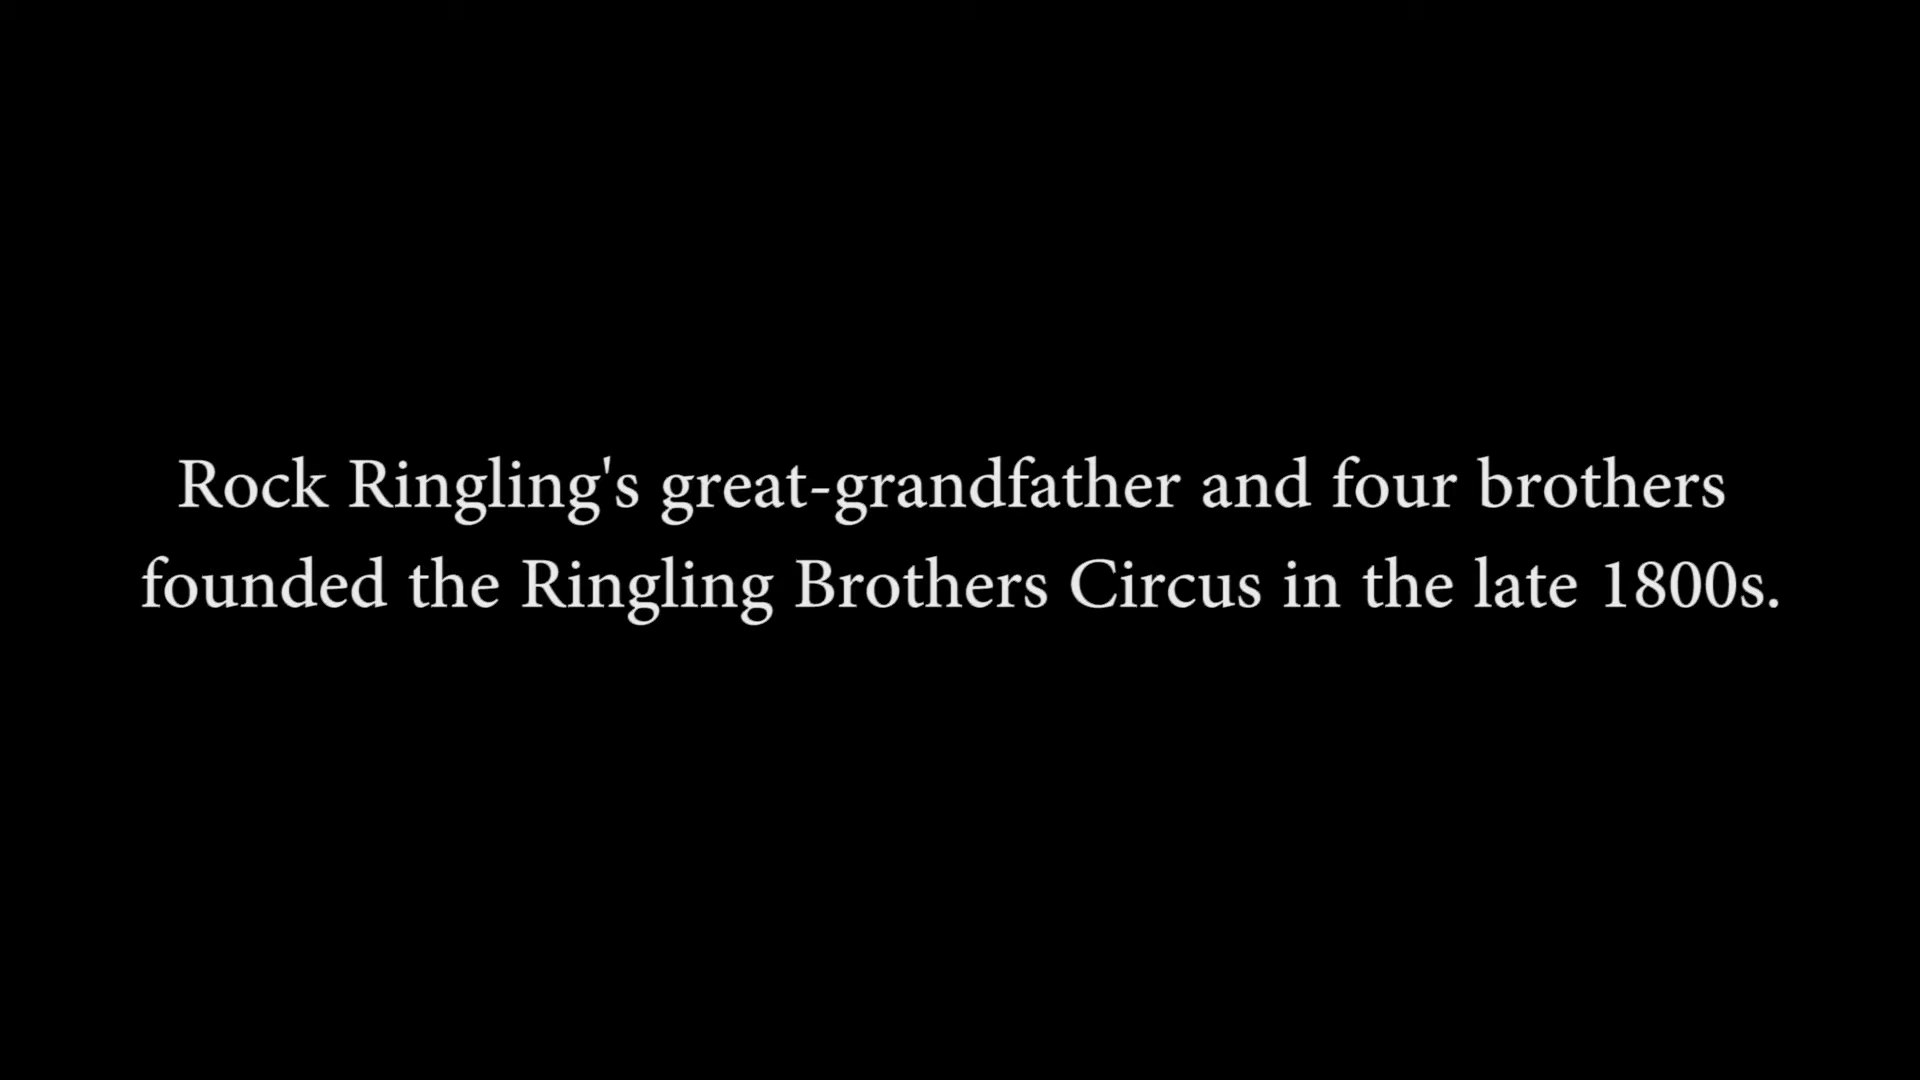 Rock Ringling's great-grandfather and four brothers
founded the Ringling Brothers Circus in the late 1800s.